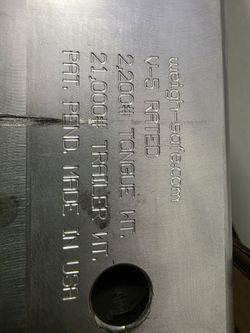 weigh-safe.com
V-5 RATED
2,200# TONGUE WT.
21,000# TRAILER WT.
PAT. PEND. MADE IN USA